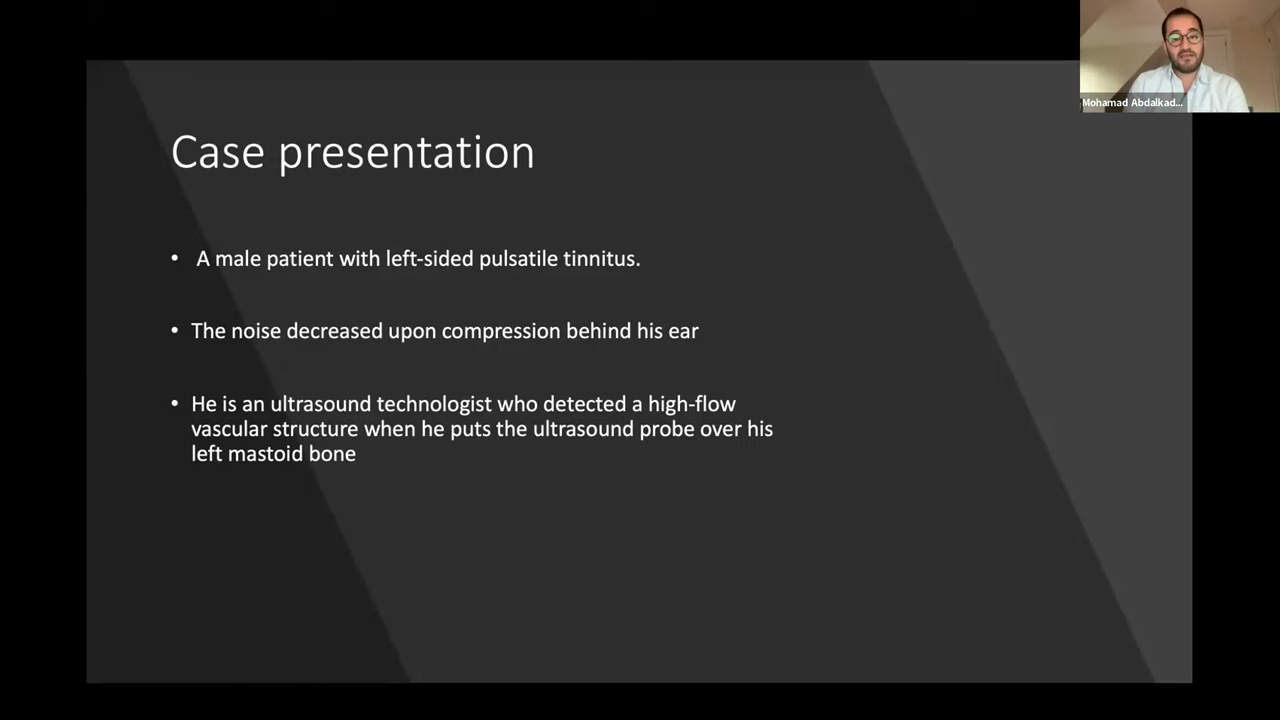 Mohamad Abdalkad...
Case presentation
• A male patient with left-sided pulsatile tinnitus.
• The noise decreased upon compression behind his ear
• He is an ultrasound technologist who detected a high-flow
vascular structure when he puts the ultrasound probe over his
left mastoid bone